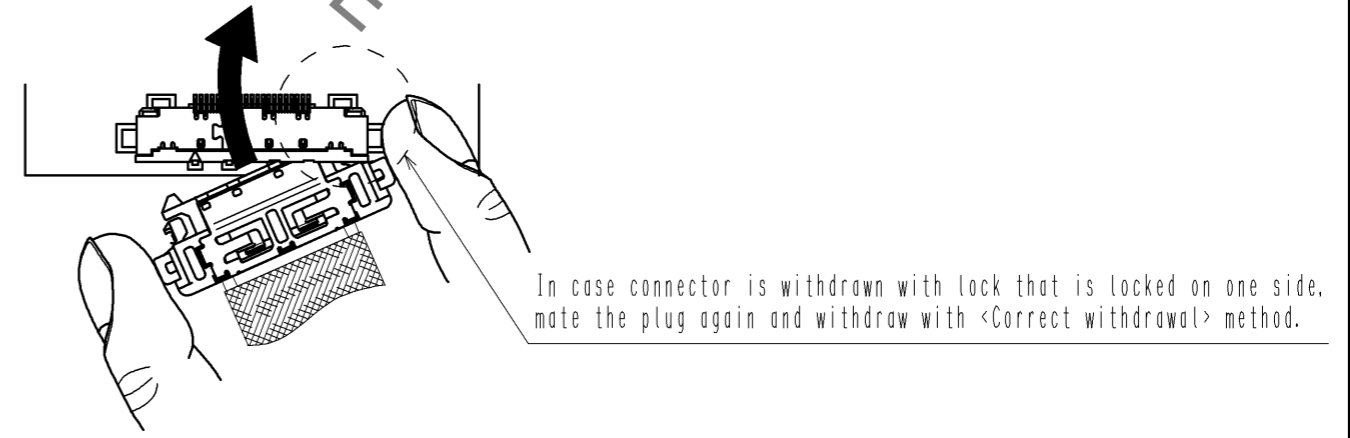 In case connector is withdrawn with lock that is locked on one side,
mate the plug again and withdraw with <Correct withdrawal> method.